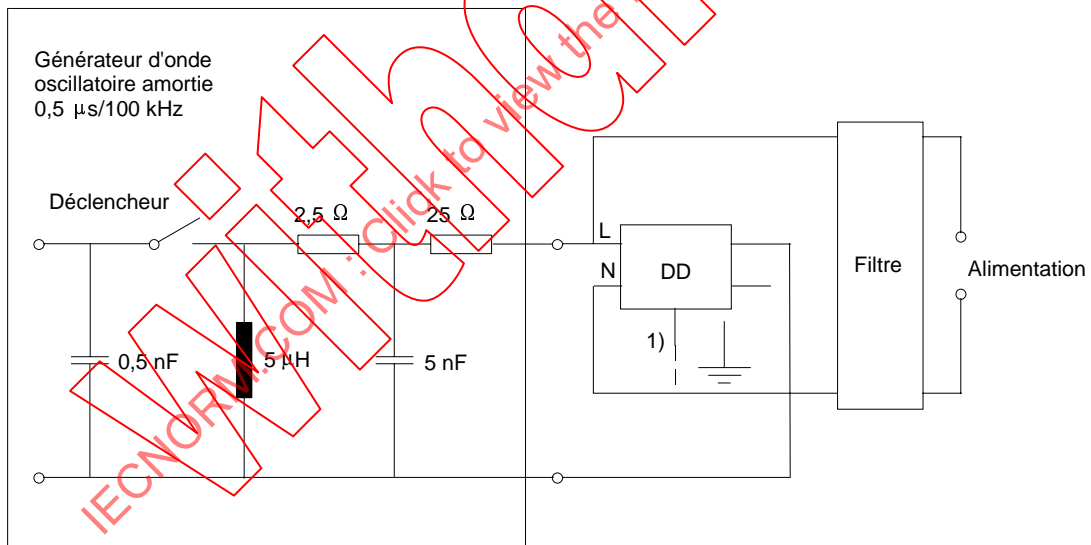 Générateur d'onde
oscillatoire amortie
0,5 μs/100 kHz
Déclencheur
2,5 Ω
25 Ω
L
N
DD
Filtre
Alimentation
1)
0,5 nF
5 μH
5 nF
IECNORM.COM : Click to view the